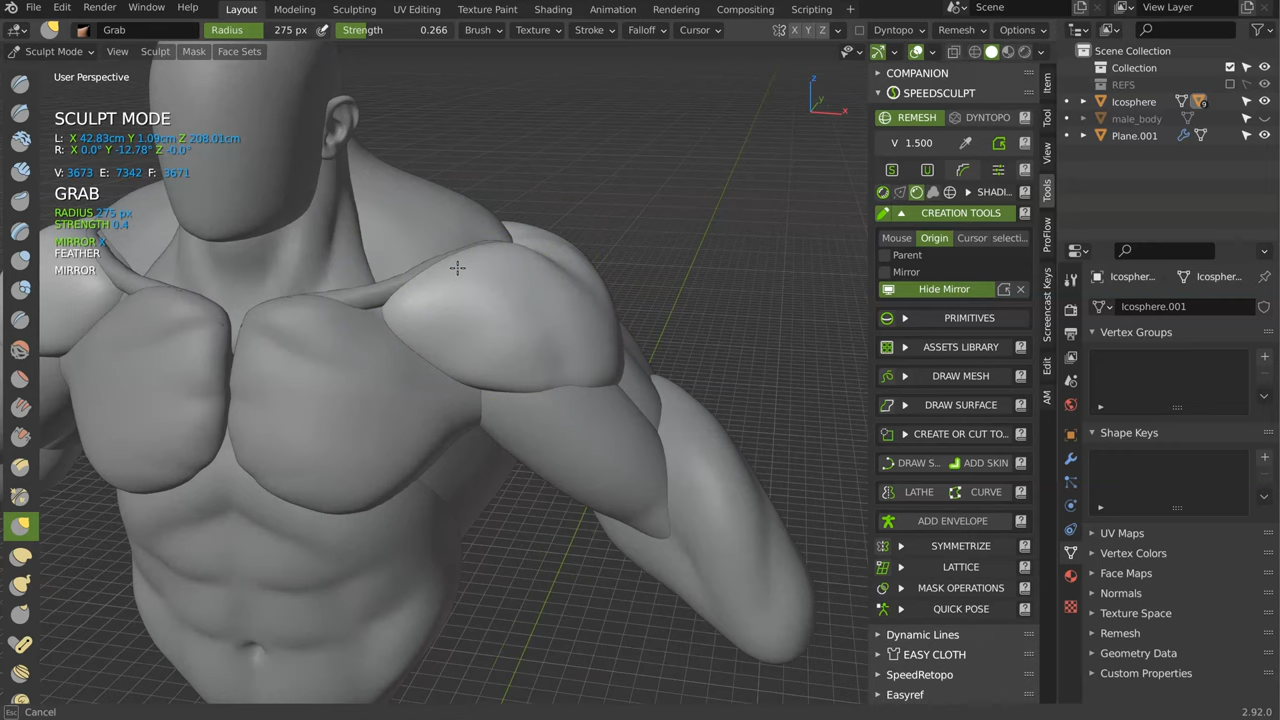 File Edit Render Window Help Layout Modeling Sculpting UV Editing Texture Paint Shading Animation Rendering Compositing Scripting Scene View Layer
Grab Radius 275 px Strength 0.266 Brush Texture Stroke Falloff Cursor X Y Z Dyntopo Remesh Options
Sculpt Mode View Sculpt Mask Face Sets
User Perspective
SCULPT MODE
L: X 42.83cm Y 1.09cm Z 208.01cm
R: X 0.0° Y -12.78° Z -0.0°
V: 3673 E: 7342 F: 3671
GRAB
RADIUS 275 px
STRENGTH 0.4
MIRROR X
FEATHER
MIRROR
z
y
x
COMPANION
SPEEDSCULPT
REMESH DYNTOPO
V 1.500
S U
SHADI...
CREATION TOOLS
Mouse Origin Cursor selecti...
Parent
Mirror
Hide Mirror
PRIMITIVES
ASSETS LIBRARY
DRAW MESH
DRAW SURFACE
CREATE OR CUT TO...
DRAW S... ADD SKIN
LATHE CURVE
ADD ENVELOPE
SYMMETRIZE
LATTICE
MASK OPERATIONS
QUICK POSE
Dynamic Lines
EASY CLOTH
SpeedRetopo
Easyref
Item
Tool
View
Tools
ProFlow
Screencast Keys
Edit
AM
Scene Collection
Collection
REFS
Icosphere 9
male_body
Plane.001
Icospher... Icospher...
Icosphere.001
Vertex Groups
Shape Keys
UV Maps
Vertex Colors
Face Maps
Normals
Texture Space
Remesh
Geometry Data
Custom Properties
Esc Cancel
2.92.0